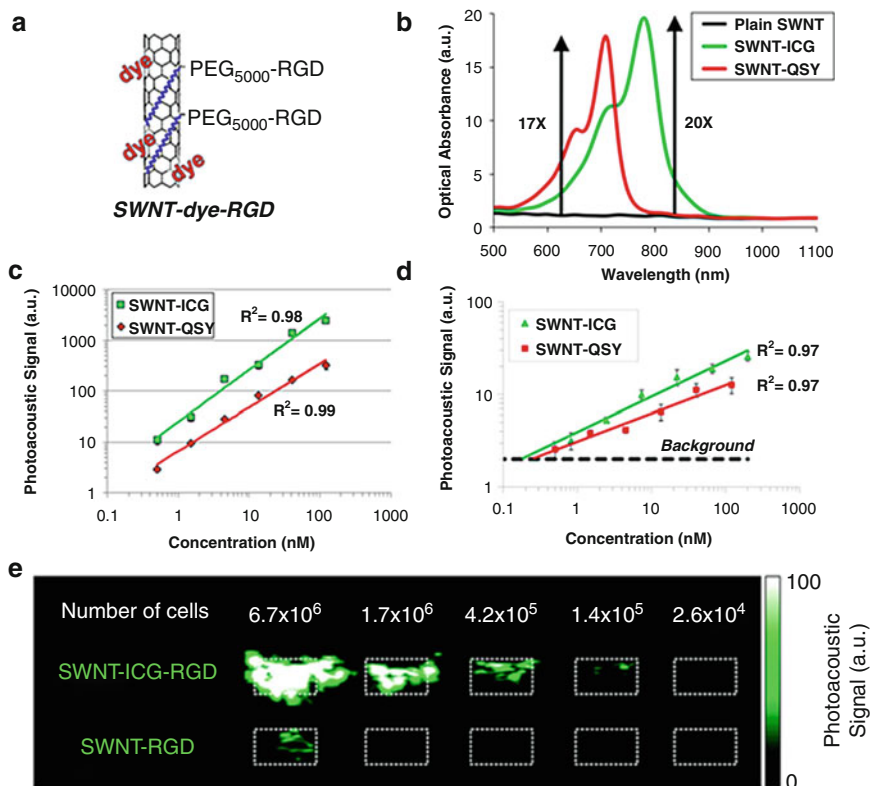 a
dye
PEG5000-RGD
PEG5000-RGD
dye
dye
SWNT-dye-RGD
b
Optical Absorbance (a.u.)
20
15
10
5
0
Plain SWNT
SWNT-ICG
SWNT-QSY
17X
20X
500 600 700 800 900 1000 1100
Wavelength (nm)
c
Photoacoustic Signal (a.u.)
10000
1000
100
10
1
SWNT-ICG
SWNT-QSY
R² = 0.98
R² = 0.99
0.1 1 10 100 1000
Concentration (nM)
d
Photoacoustic Signal (a.u.)
100
10
1
SWNT-ICG
SWNT-QSY
R² = 0.97
R² = 0.97
Background
0.1 1 10 100 1000
Concentration (nM)
e
Number of cells 6.7x10⁶ 1.7x10⁶ 4.2x10⁵ 1.4x10⁵ 2.6x10⁴
SWNT-ICG-RGD
SWNT-RGD
100
0
Photoacoustic
Signal (a.u.)